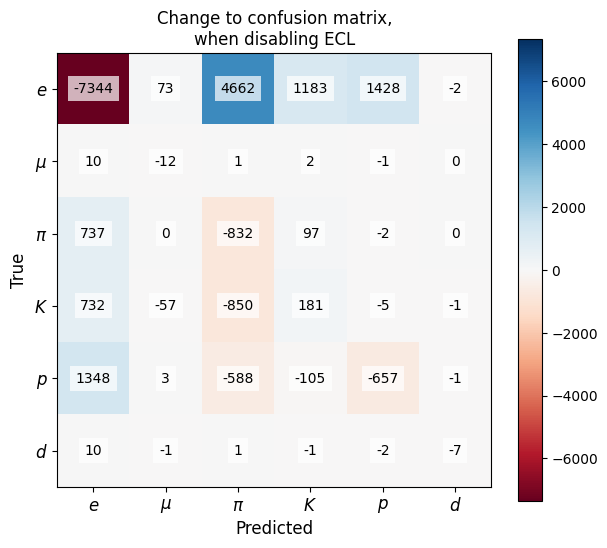 Change to confusion matrix,
when disabling ECL
True
e -7344 73 4662 1183 1428 -2
μ 10 -12 1 2 -1 0
π 737 0 -832 97 -2 0
K 732 -57 -850 181 -5 -1
p 1348 3 -588 -105 -657 -1
d 10 -1 1 -1 -2 -7
e μ π K p d
Predicted
6000
4000
2000
0
−2000
−4000
−6000